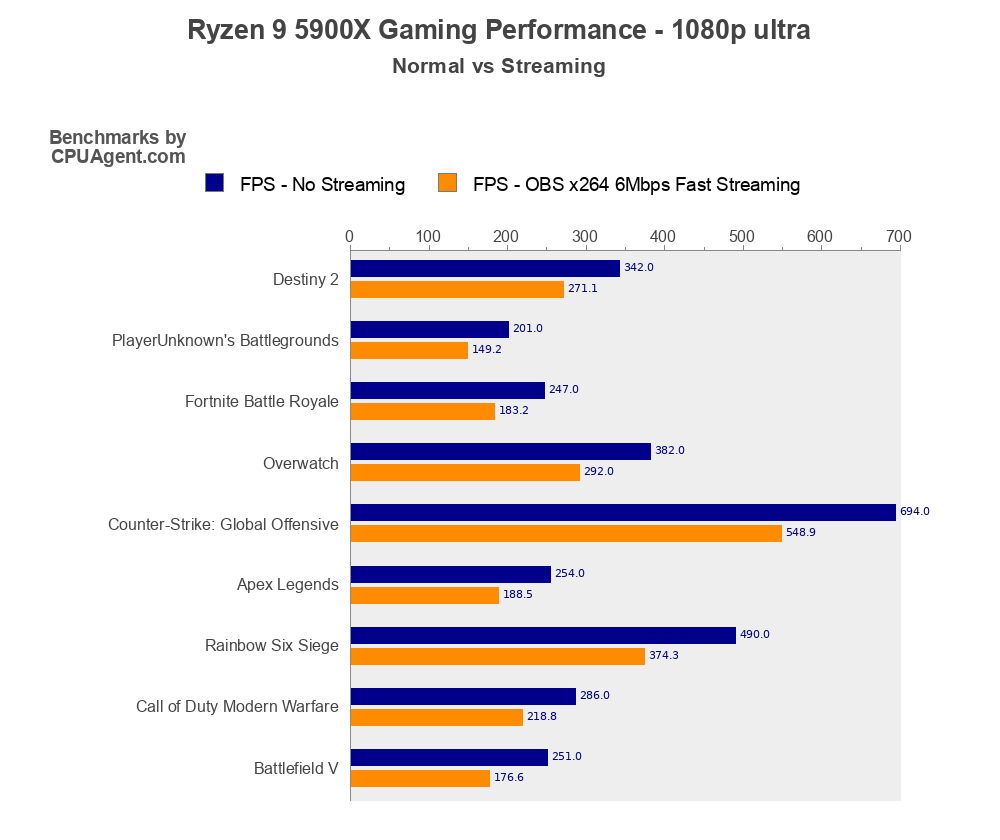 Ryzen 9 5900X Gaming Performance - 1080p ultra
Normal vs Streaming
Benchmarks by
CPUAgent.com
FPS - No Streaming FPS - OBS x264 6Mbps Fast Streaming
0 100 200 300 400 500 600 700
Destiny 2 342.0
271.1
PlayerUnknown's Battlegrounds 201.0
149.2
Fortnite Battle Royale 247.0
183.2
Overwatch 382.0
292.0
Counter-Strike: Global Offensive 694.0
548.9
Apex Legends 254.0
188.5
Rainbow Six Siege 490.0
374.3
Call of Duty Modern Warfare 286.0
218.8
Battlefield V 251.0
176.6